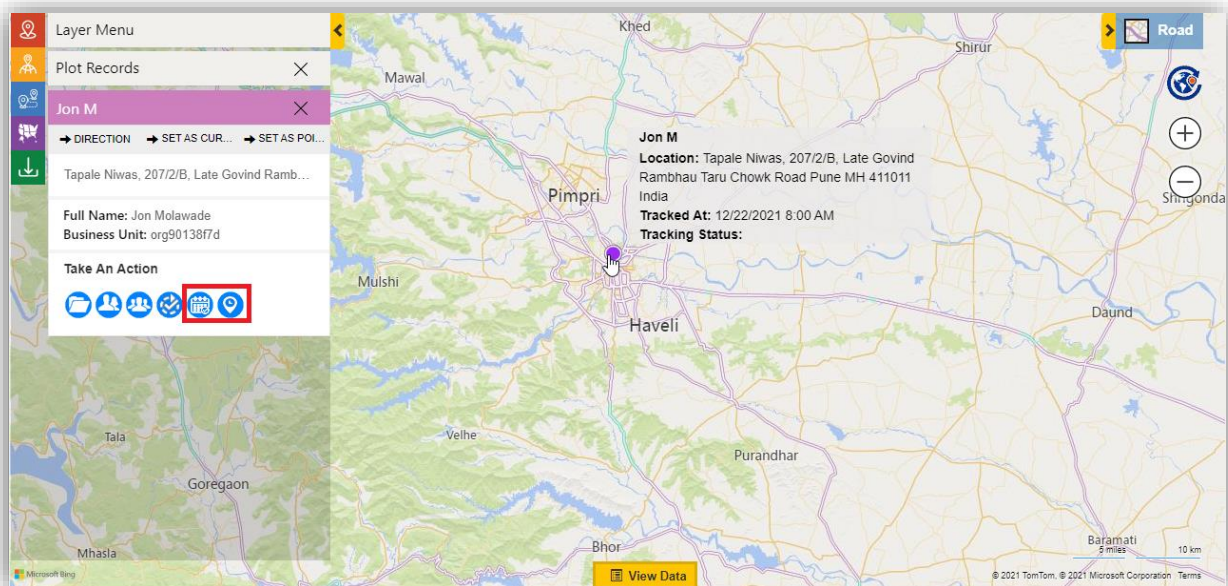 Layer Menu
Plot Records
Jon M
DIRECTION SET AS CUR... SET AS POI...
Tapale Niwas, 207/2/B, Late Govind Ramb...
Full Name: Jon Molawade
Business Unit: org90138f7d
Take An Action
Tala
Goregaon
Mhasla
Microsoft Bing
Khed
Shirur
Road
Mawal
Jon M
Location: Tapale Niwas, 207/2/B, Late Govind
Rambhau Taru Chowk Road Pune MH 411011
India
Tracked At: 12/22/2021 8:00 AM
Tracking Status:
Pimpri
Shrigonda
Mulshi
Haveli
Daund
Velhe
Purandhar
Bhor
Baramati
5 miles 10 km
View Data
© 2021 TomTom, © 2021 Microsoft Corporation Terms